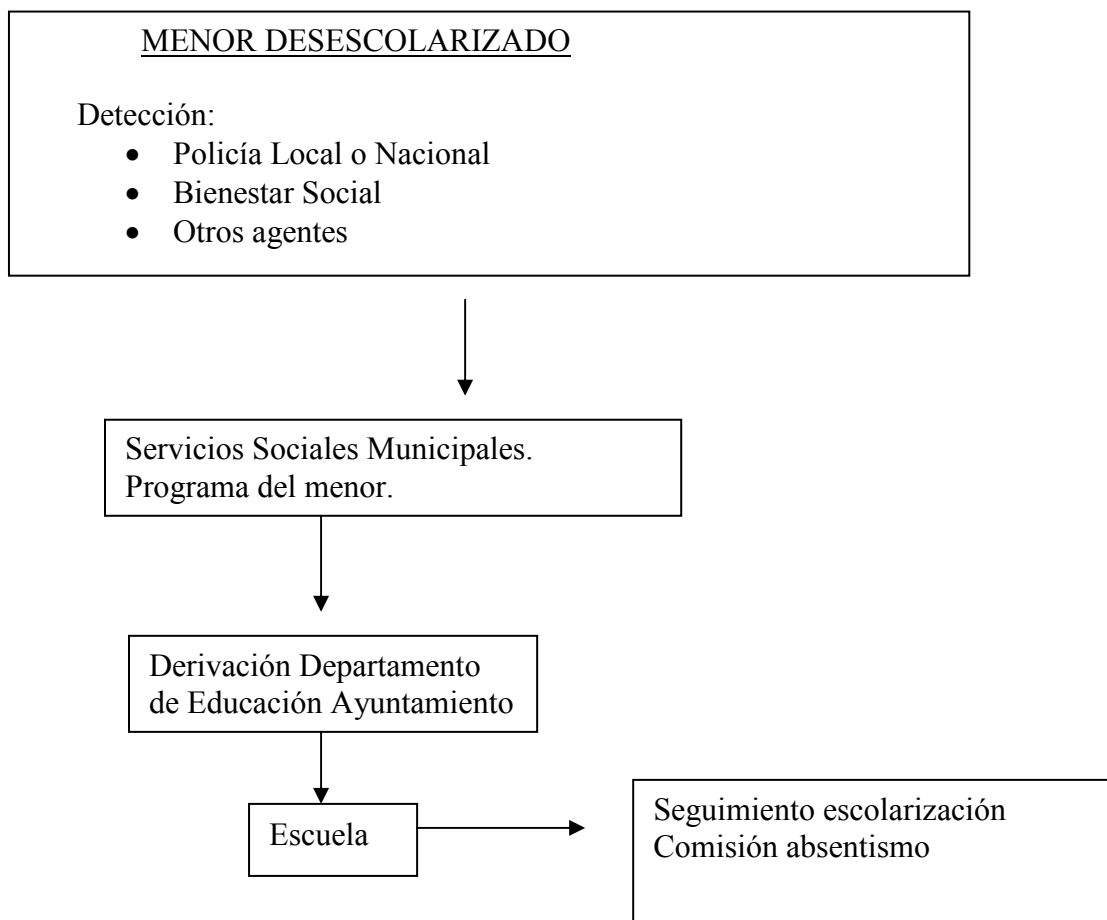 MENOR DESESCOLARIZADO
Detección:
• Policía Local o Nacional
• Bienestar Social
• Otros agentes
Servicios Sociales Municipales.
Programa del menor.
Derivación Departamento
de Educación Ayuntamiento
Escuela
Seguimiento escolarización
Comisión absentismo